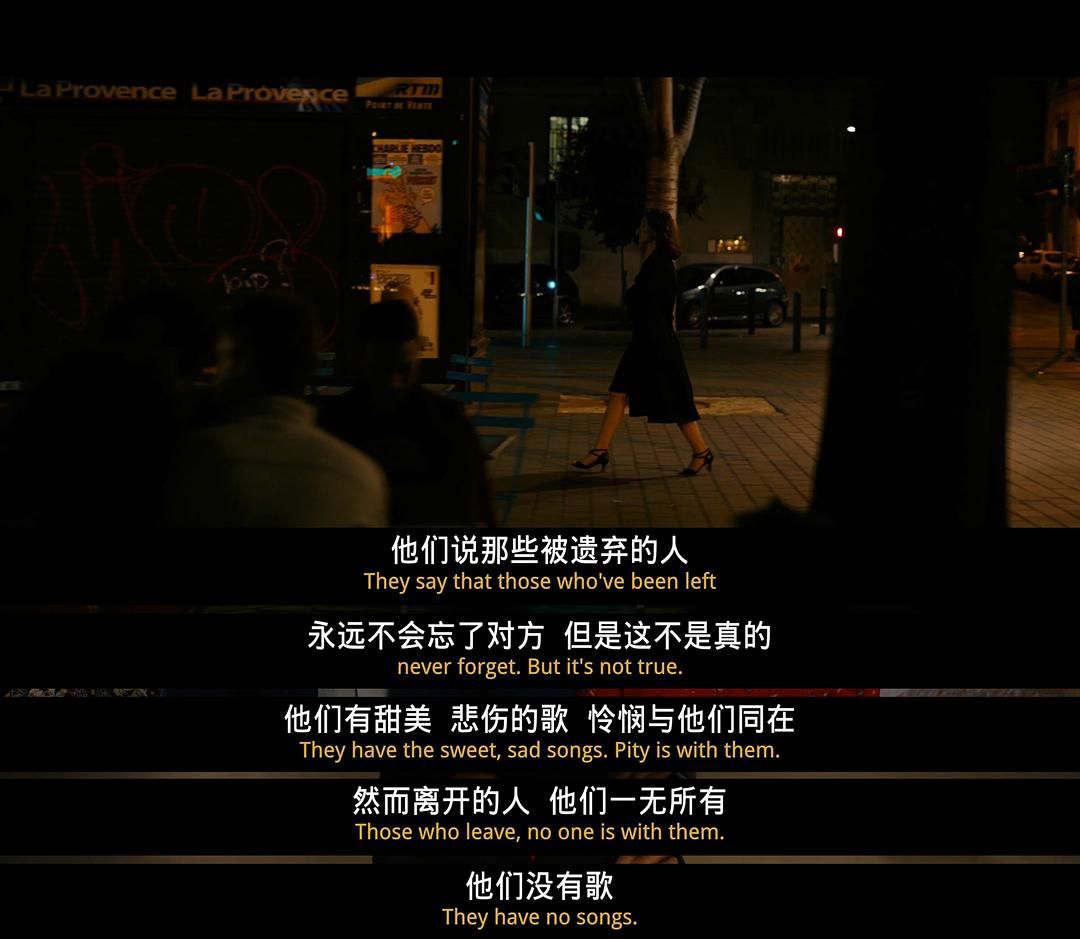 La Provence La Provence
RTM
POINT DE VENTE
CHARLIE HEBDO
他们说那些被遗弃的人
They say that those who've been left
永远不会忘了对方 但是这不是真的
never forget. But it's not true.
他们有甜美 悲伤的歌 怜悯与他们同在
They have the sweet, sad songs. Pity is with them.
然而离开的人 他们一无所有
Those who leave, no one is with them.
他们没有歌
They have no songs.